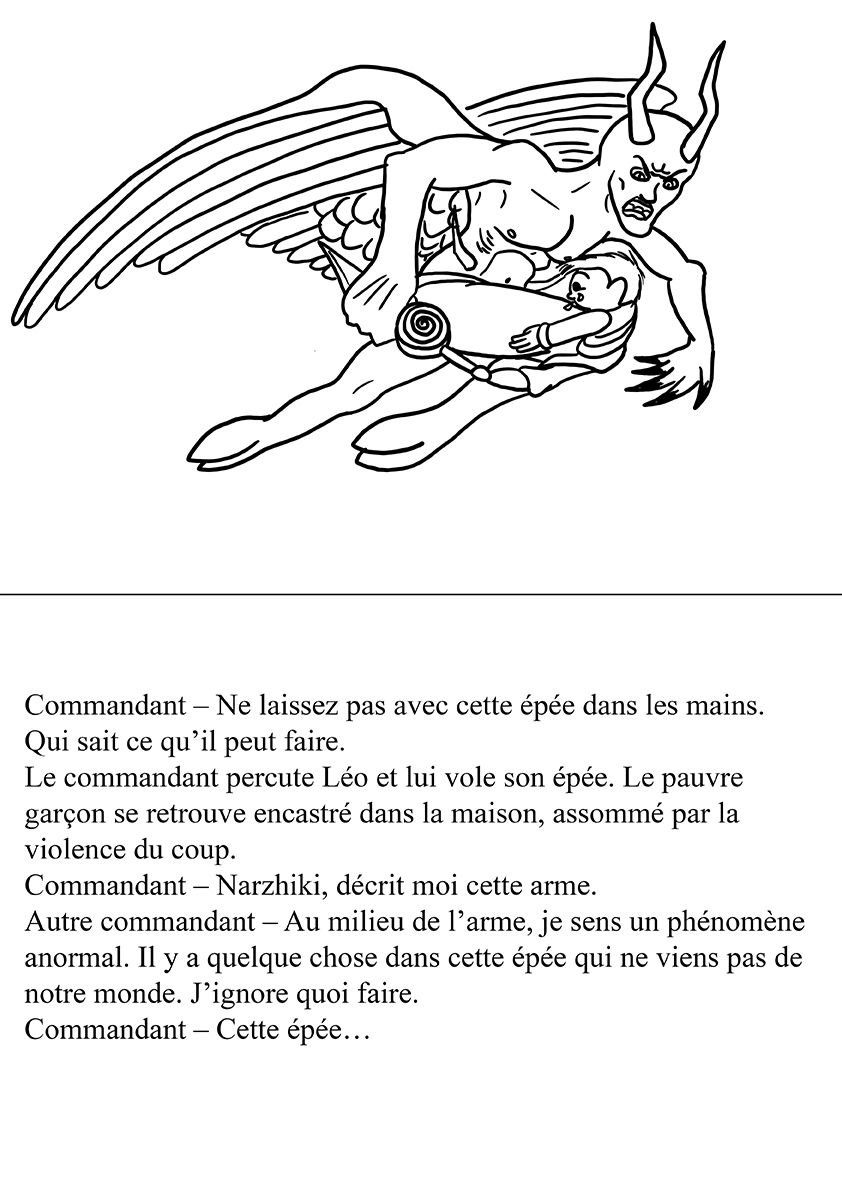 Commandant – Ne laissez pas avec cette épée dans les mains.
Qui sait ce qu’il peut faire.
Le commandant percute Léo et lui vole son épée. Le pauvre
garçon se retrouve encastré dans la maison, assommé par la
violence du coup.
Commandant – Narzhiki, décrit moi cette arme.
Autre commandant – Au milieu de l’arme, je sens un phénomène
anormal. Il y a quelque chose dans cette épée qui ne viens pas de
notre monde. J’ignore quoi faire.
Commandant – Cette épée…